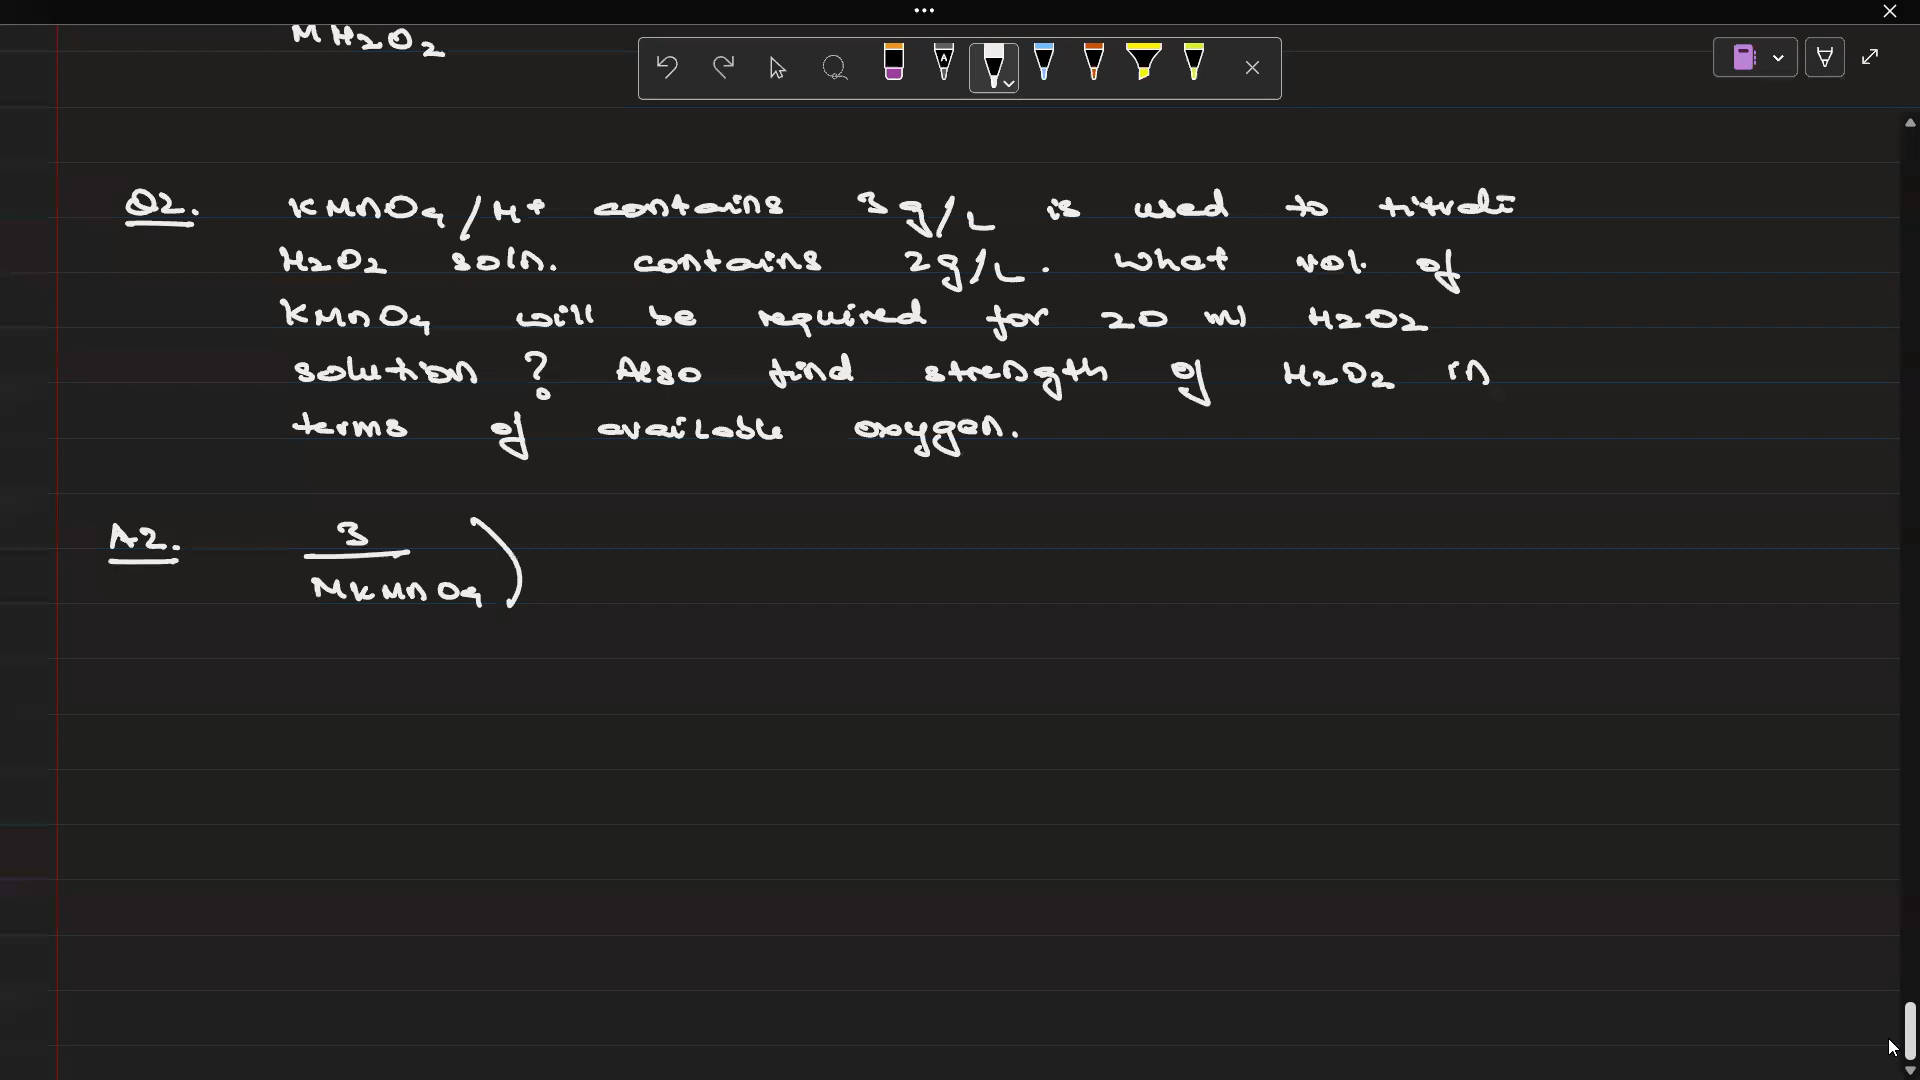 MH2O2
Q2. KMnO4/H+ contains 3g/L is used to titrate
H2O2 soln. contains 2g/L. What vol. of
KMnO4 will be required for 20 ml H2O2
solution ? Also find strength of H2O2 in
terms of available oxygen.
A2. 3
MKMnO4 )